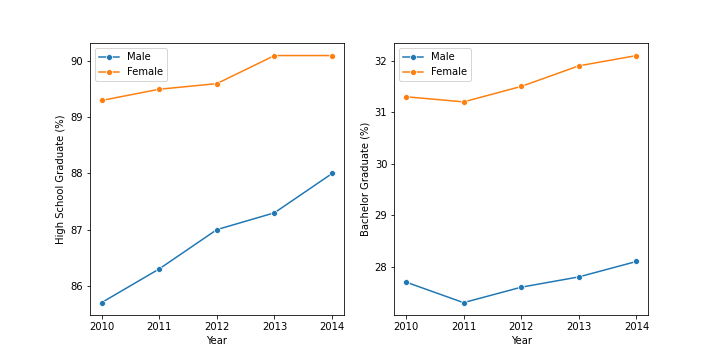 Male
Female
90
89
88
87
86
High School Graduate (%)
2010 2011 2012 2013 2014
Year
Male
Female
32
31
30
29
28
Bachelor Graduate (%)
2010 2011 2012 2013 2014
Year